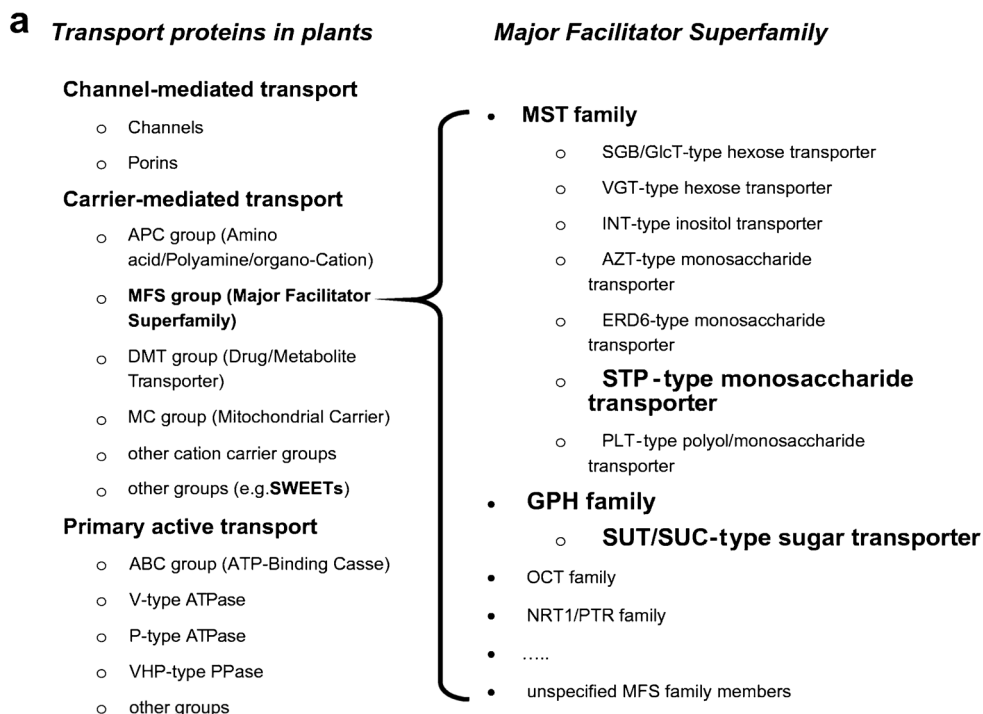 a
Transport proteins in plants
Channel-mediated transport
Channels
Porins
Carrier-mediated transport
APC group (Amino
acid/Polyamine/organo-Cation)
MFS group (Major Facilitator
Superfamily)
DMT group (Drug/Metabolite
Transporter)
MC group (Mitochondrial Carrier)
other cation carrier groups
other groups (e.g.SWEETs)
Primary active transport
ABC group (ATP-Binding Casse)
V-type ATPase
P-type ATPase
VHP-type PPase
other groups
Major Facilitator Superfamily
MST family
SGB/GlcT-type hexose transporter
VGT-type hexose transporter
INT-type inositol transporter
AZT-type monosaccharide
transporter
ERD6-type monosaccharide
transporter
STP-type monosaccharide
transporter
PLT-type polyol/monosaccharide
transporter
GPH family
SUT/SUC-type sugar transporter
OCT family
NRT1/PTR family
.....
unspecified MFS family members